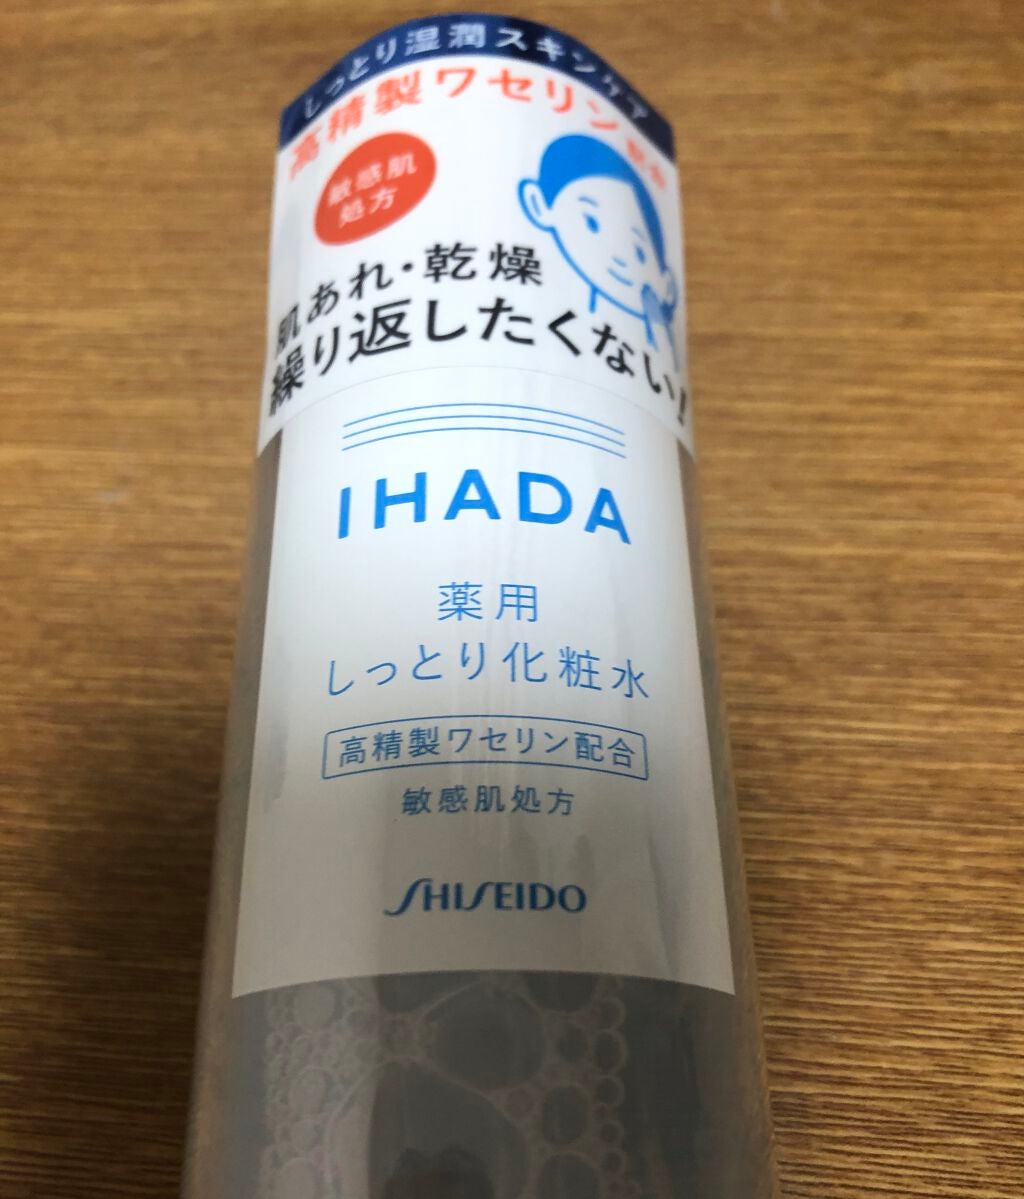 しっとり湿潤スキンケア
高精製ワセリン配合
敏感肌
処方
肌あれ・乾燥
繰り返したくない!
IHADA
薬用
しっとり化粧水
高精製ワセリン配合
敏感肌処方
SHISEIDO